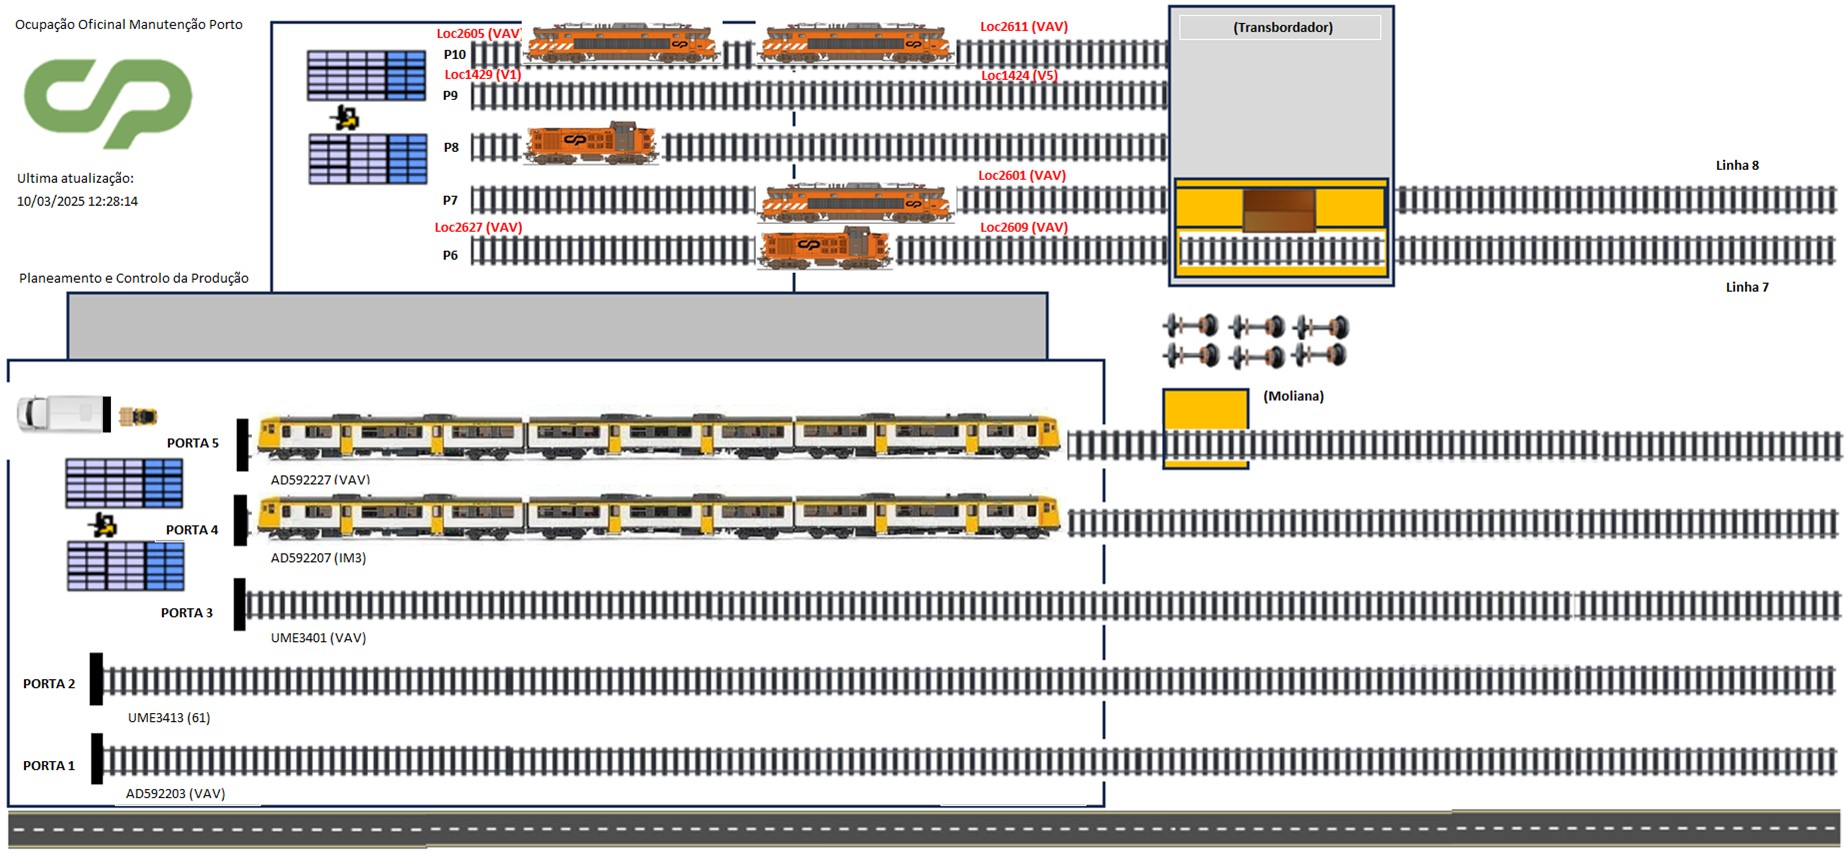 Ocupação Oficinal Manutenção Porto
CP
Ultima atualização:
10/03/2025 12:28:14
Planeamento e Controlo da Produção
Loc2605 (VAV)
Loc2611 (VAV)
P10
Loc1429 (V1)
Loc1424 (V5)
P9
P8
Loc2601 (VAV)
P7
Loc2627 (VAV)
Loc2609 (VAV)
P6
(Transbordador)
Linha 8
Linha 7
(Moliana)
PORTA 5
AD592227 (VAV)
PORTA 4
AD592207 (IM3)
PORTA 3
UME3401 (VAV)
PORTA 2
UME3413 (61)
PORTA 1
AD592203 (VAV)